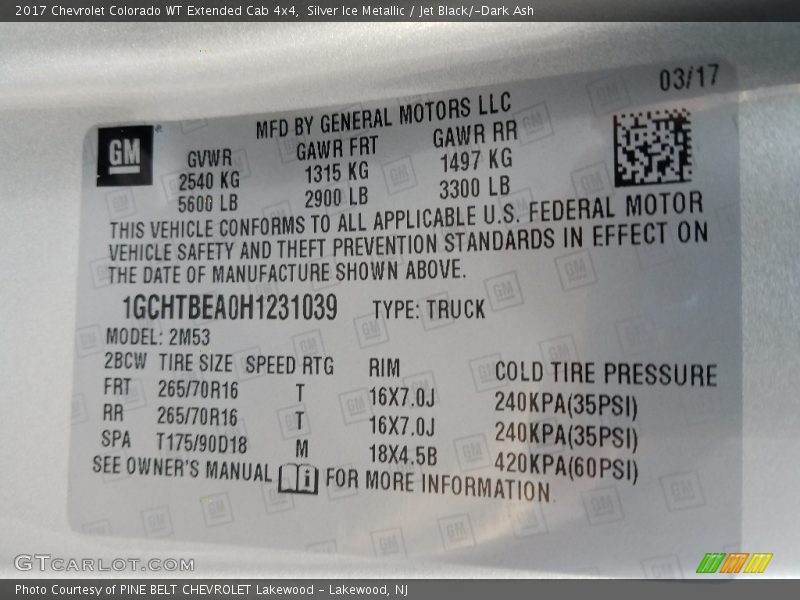 2017 Chevrolet Colorado WT Extended Cab 4x4, Silver Ice Metallic / Jet Black/­Dark Ash
03/17
MFD BY GENERAL MOTORS LLC
GM
GVWR GAWR FRT GAWR RR
2540 KG 1315 KG 1497 KG
5600 LB 2900 LB 3300 LB
THIS VEHICLE CONFORMS TO ALL APPLICABLE U.S. FEDERAL MOTOR
VEHICLE SAFETY AND THEFT PREVENTION STANDARDS IN EFFECT ON
THE DATE OF MANUFACTURE SHOWN ABOVE.
1GCHTBEA0H1231039 TYPE: TRUCK
MODEL: 2M53
2BCW TIRE SIZE SPEED RTG RIM COLD TIRE PRESSURE
FRT 265/70R16 T 16X7.0J 240KPA(35PSI)
RR 265/70R16 T 16X7.0J 240KPA(35PSI)
SPA T175/90D18 M 18X4.5B 420KPA(60PSI)
SEE OWNER'S MANUAL i FOR MORE INFORMATION.
GTCARLOT.COM
Photo Courtesy of PINE BELT CHEVROLET Lakewood - Lakewood, NJ